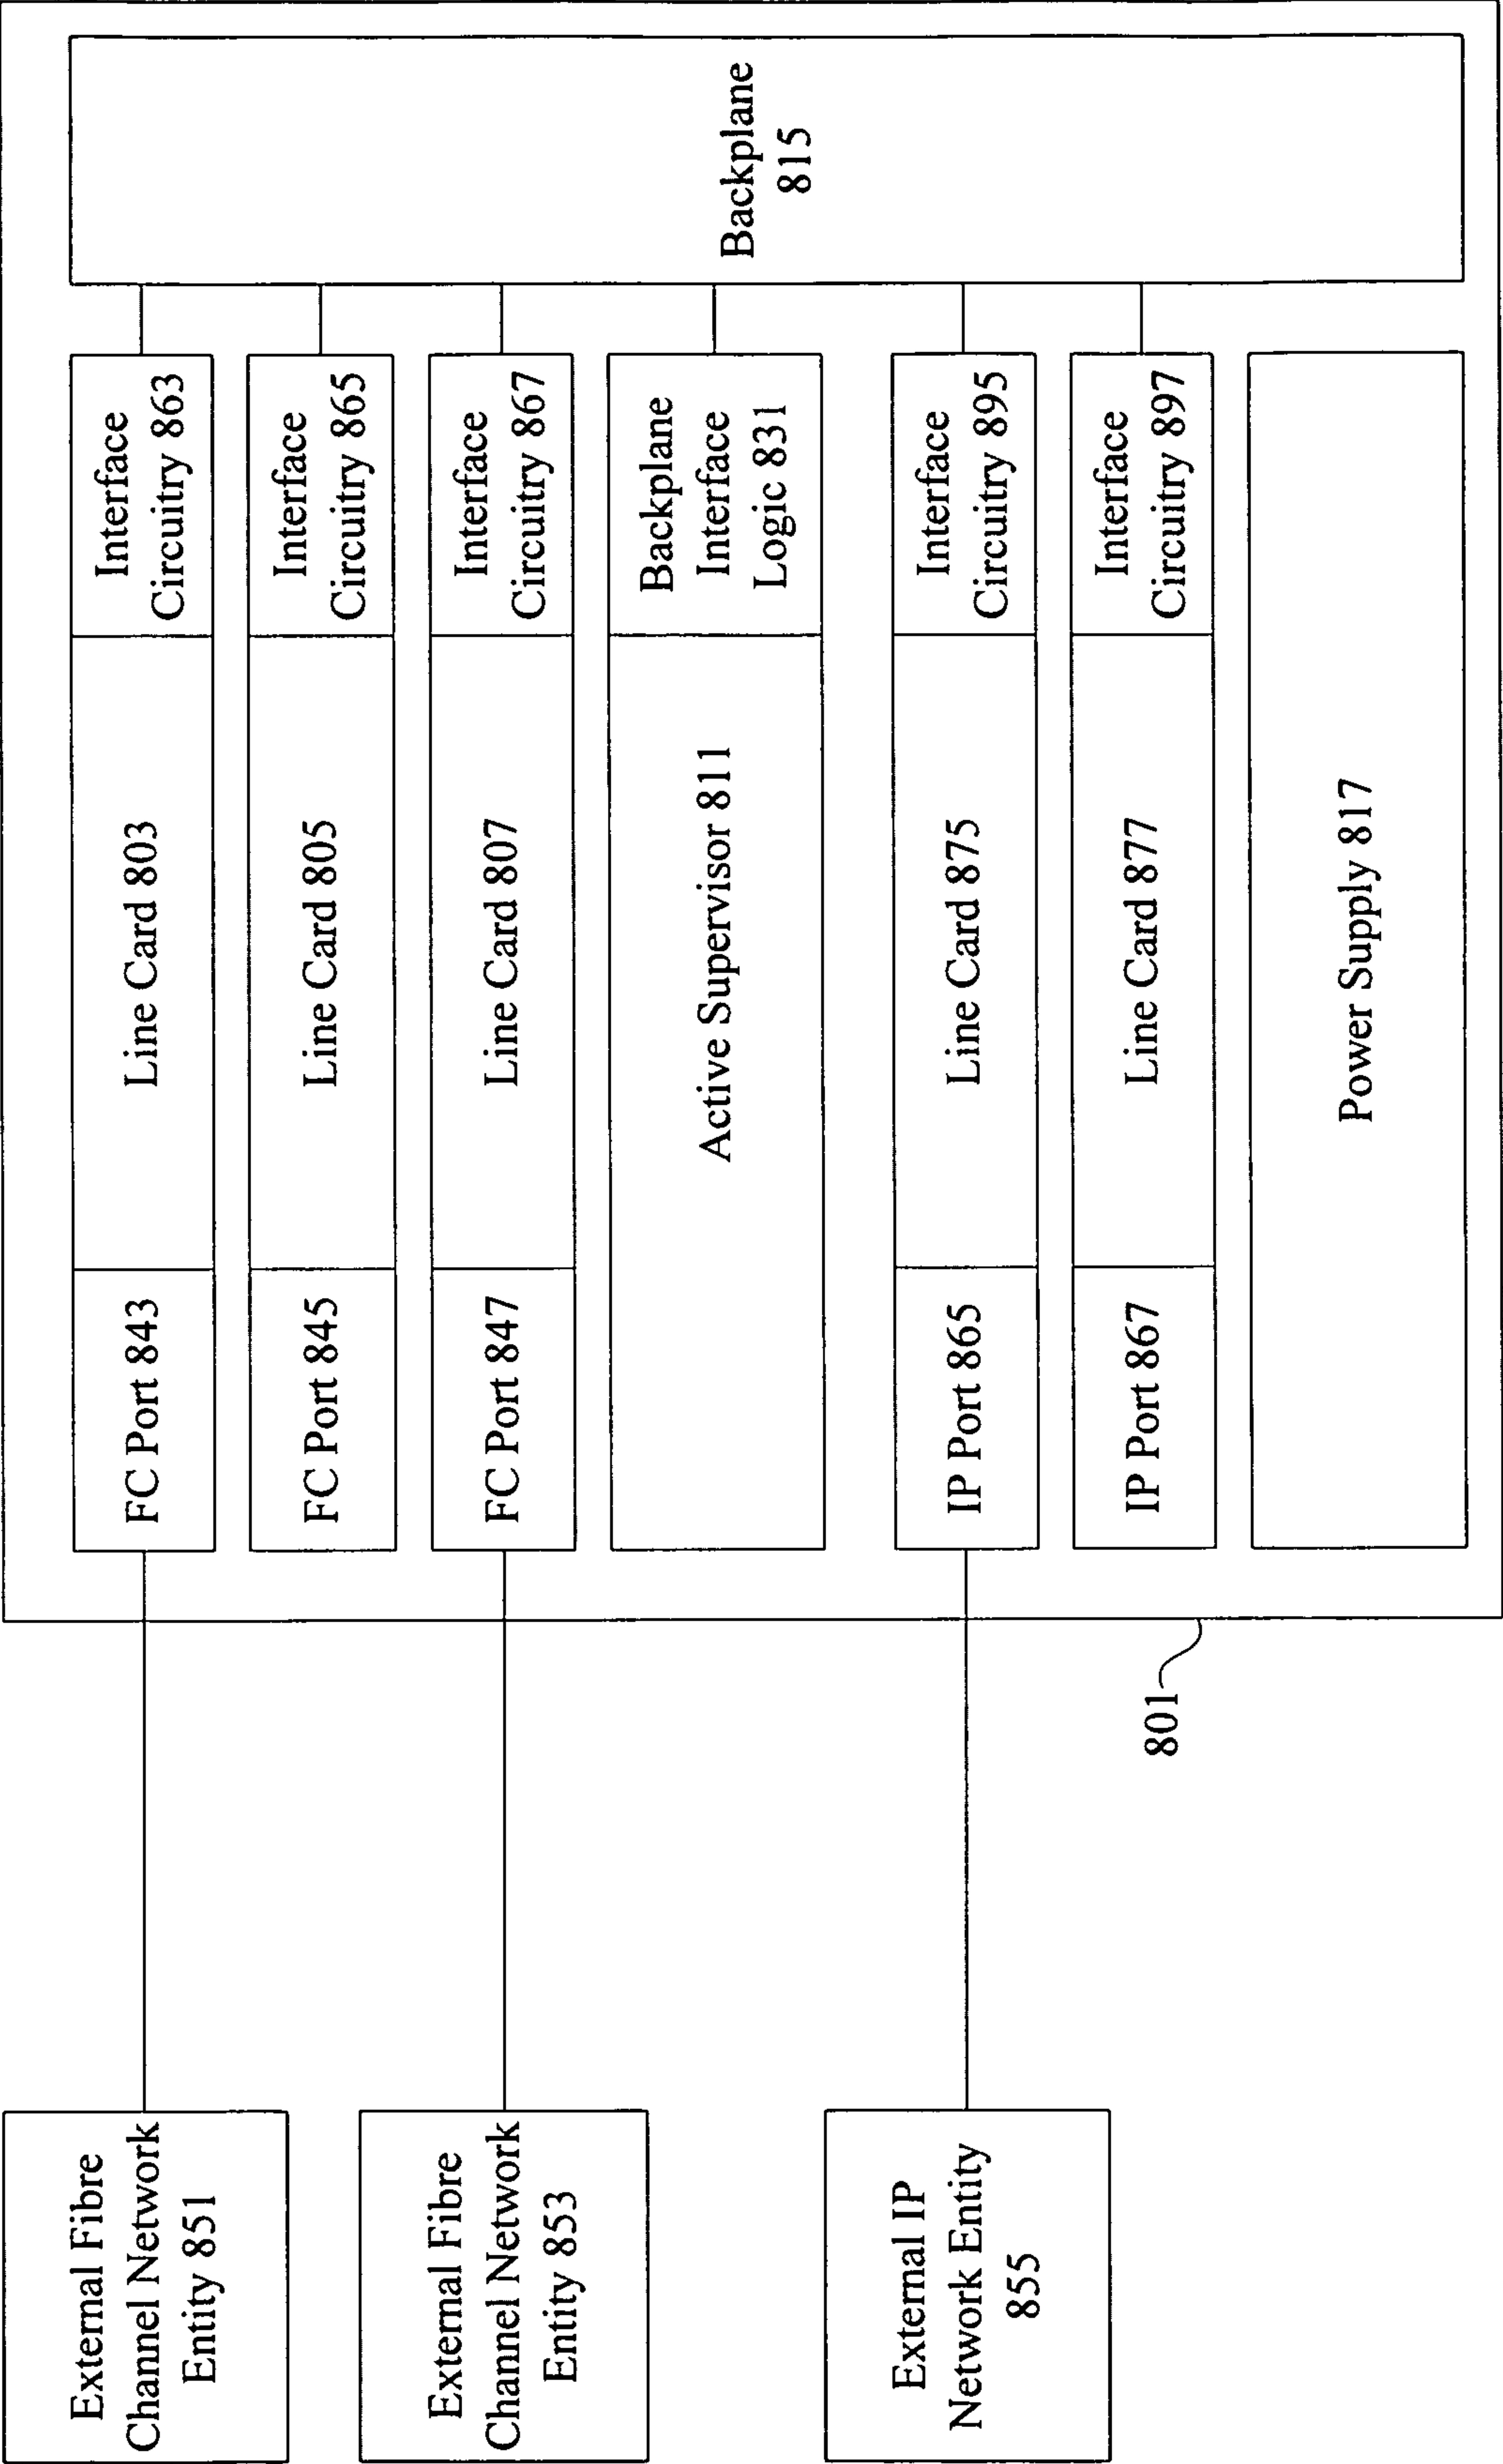 External Fibre
Channel Network
Entity 851
External Fibre
Channel Network
Entity 853
External IP
Network Entity
855
801
FC Port 843
Line Card 803
Interface
Circuitry 863
FC Port 845
Line Card 805
Interface
Circuitry 865
FC Port 847
Line Card 807
Interface
Circuitry 867
Active Supervisor 811
Backplane
Interface
Logic 831
IP Port 865
Line Card 875
Interface
Circuitry 895
IP Port 867
Line Card 877
Interface
Circuitry 897
Power Supply 817
Backplane
815